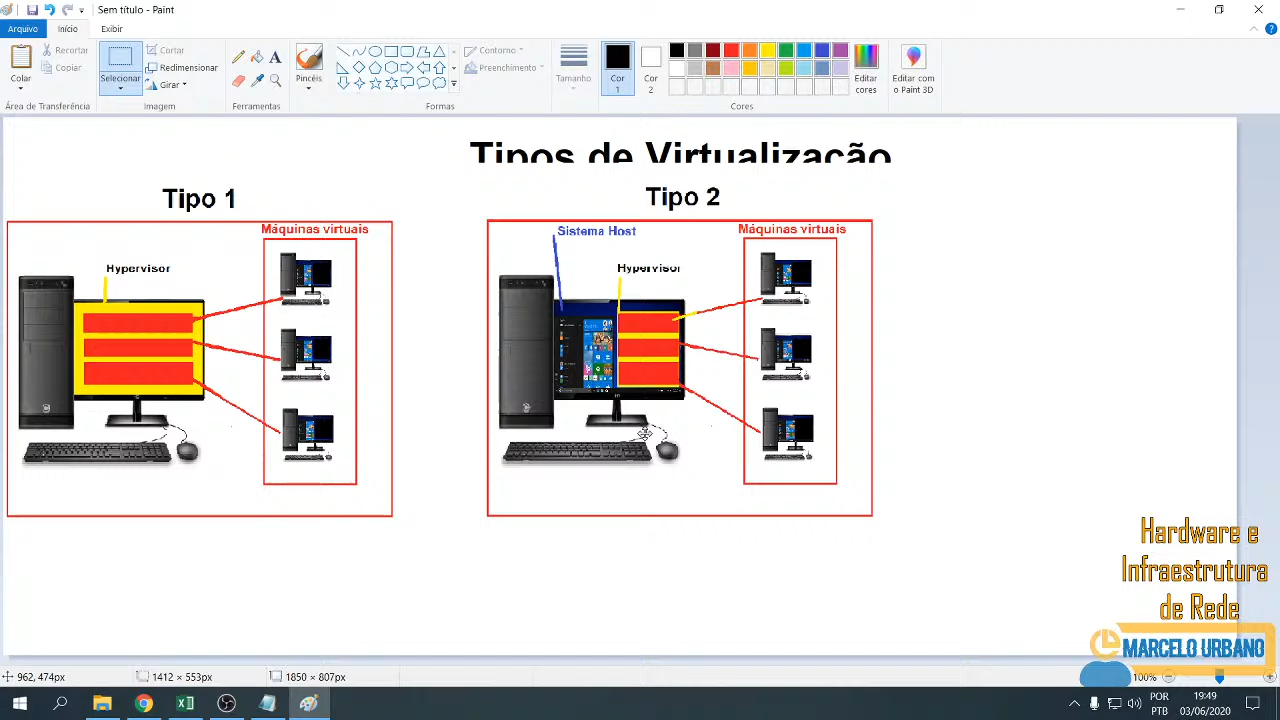 Sem título - Paint
Arquivo
Início
Exibir
Colar
Recortar
Copiar
Área de Transferência
Selecionar
Cortar
Redimensionar
Girar
Imagem
Ferramentas
Pincéis
Contorno
Preenchimento
Formas
Tamanho
Cor
1
Cor
2
Editar
cores
Cores
Editar com
o Paint 3D
Tipos de Virtualização
Tipo 1
Tipo 2
Máquinas virtuais
Hypervisor
Sistema Host
Máquinas virtuais
Hypervisor
Hardware e
Infraestrutura
de Rede
MARCELO URBANO
962, 474px
1412 × 553px
1850 × 807px
100%
POR
PTB
19:49
03/06/2020